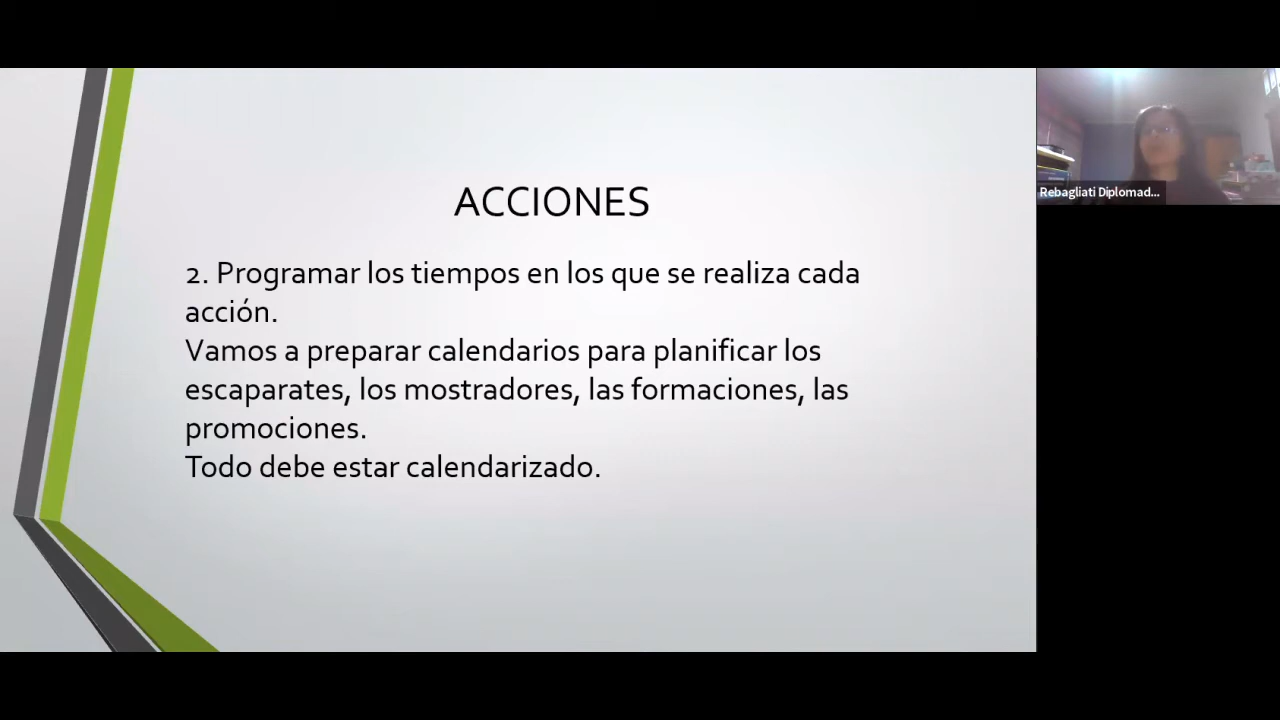 ACCIONES
2. Programar los tiempos en los que se realiza cada
acción.
Vamos a preparar calendarios para planificar los
escaparates, los mostradores, las formaciones, las
promociones.
Todo debe estar calendarizado.
Rebagliati Diplomad...